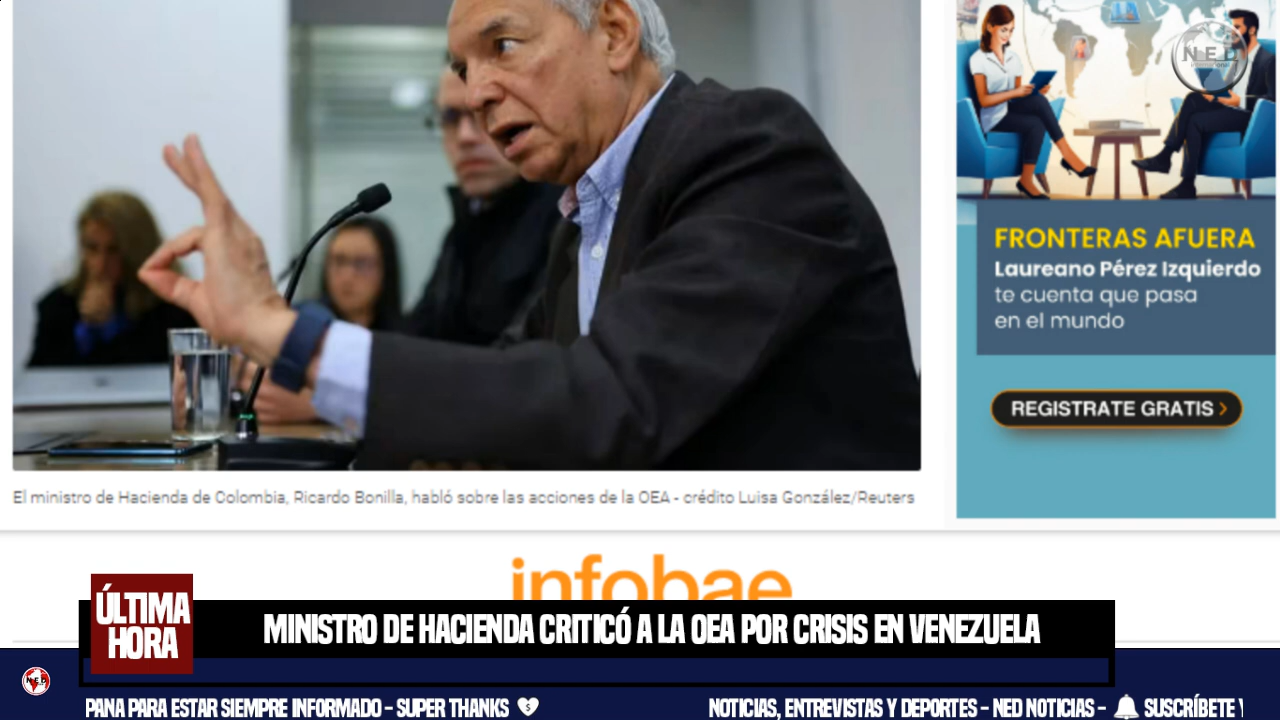 NED
international
FRONTERAS AFUERA
Laureano Pérez Izquierdo
te cuenta que pasa
en el mundo
REGISTRATE GRATIS >
El ministro de Hacienda de Colombia, Ricardo Bonilla, habló sobre las acciones de la OEA - crédito Luisa González/Reuters
infobae
ÚLTIMA
HORA
MINISTRO DE HACIENDA CRITICÓ A LA OEA POR CRISIS EN VENEZUELA
NED
PANA PARA ESTAR SIEMPRE INFORMADO - SUPER THANKS
NOTICIAS, ENTREVISTAS Y DEPORTES - NED NOTICIAS - SUSCRÍBETE Y